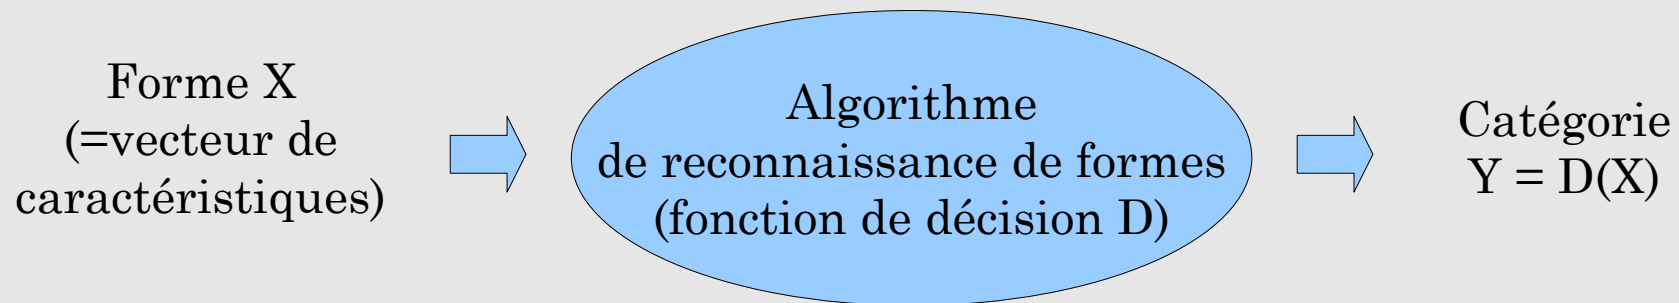 Forme X
(=vecteur de
caractéristiques)
Algorithme
de reconnaissance de formes
(fonction de décision D)
Catégorie
Y = D(X)